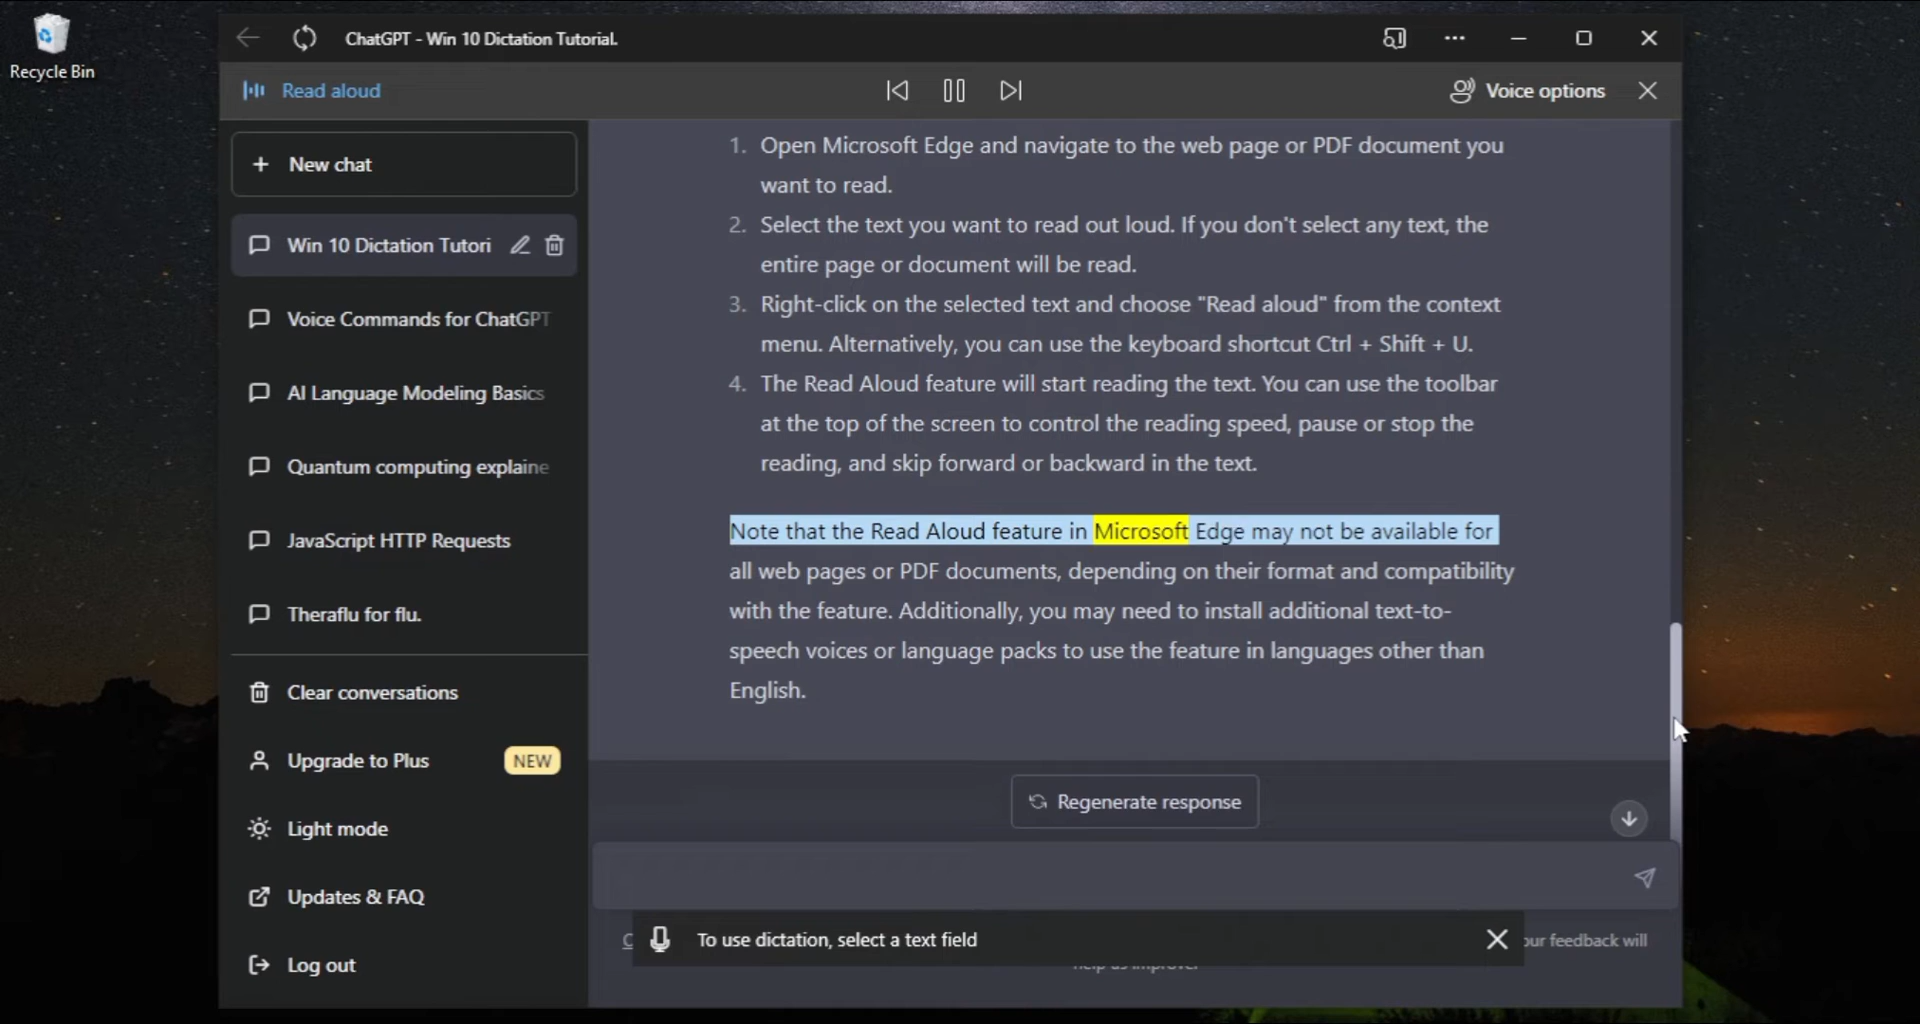 Recycle Bin
ChatGPT - Win 10 Dictation Tutorial.
Read aloud
Voice options
New chat
Win 10 Dictation Tutori
Voice Commands for ChatGPT
AI Language Modeling Basics
Quantum computing explaine
JavaScript HTTP Requests
Theraflu for flu.
Clear conversations
Upgrade to Plus NEW
Light mode
Updates & FAQ
Log out
1. Open Microsoft Edge and navigate to the web page or PDF document you
want to read.
2. Select the text you want to read out loud. If you don't select any text, the
entire page or document will be read.
3. Right-click on the selected text and choose "Read aloud" from the context
menu. Alternatively, you can use the keyboard shortcut Ctrl + Shift + U.
4. The Read Aloud feature will start reading the text. You can use the toolbar
at the top of the screen to control the reading speed, pause or stop the
reading, and skip forward or backward in the text.
Note that the Read Aloud feature in Microsoft Edge may not be available for
all web pages or PDF documents, depending on their format and compatibility
with the feature. Additionally, you may need to install additional text-to-
speech voices or language packs to use the feature in languages other than
English.
Regenerate response
To use dictation, select a text field
feedback will